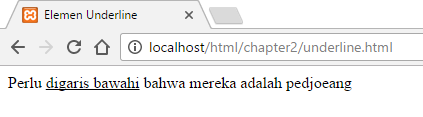 Elemen Underline
localhost/html/chapter2/underline.html
Perlu digaris bawahi bahwa mereka adalah pedjoeang